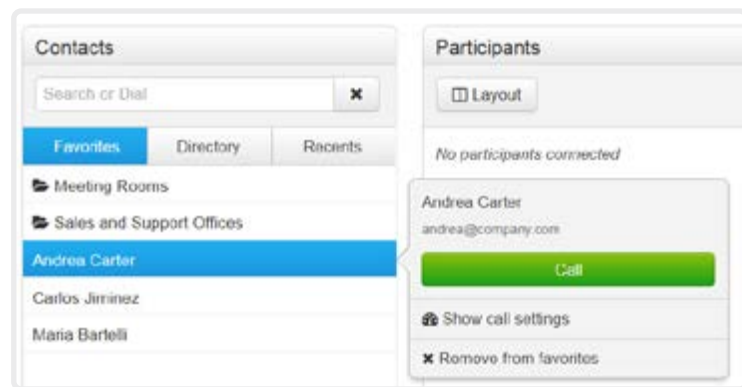 Contacts
Search or Dial
Favorites Directory Recents
Meeting Rooms
Sales and Support Offices
Andrea Carter
Carlos Jiminez
Maria Bartelli
Participants
Layout
No participants connected
Andrea Carter
andrea@company.com
Call
Show call settings
Remove from favorites